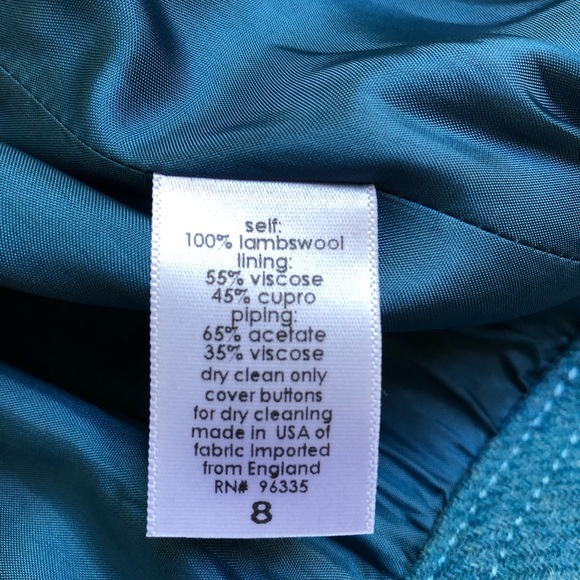 self:
100% lambswool
lining:
55% viscose
45% cupro
piping:
65% acetate
35% viscose
dry clean only
cover buttons
for dry cleaning
made in USA of
fabric imported
from England
RN# 96335
8